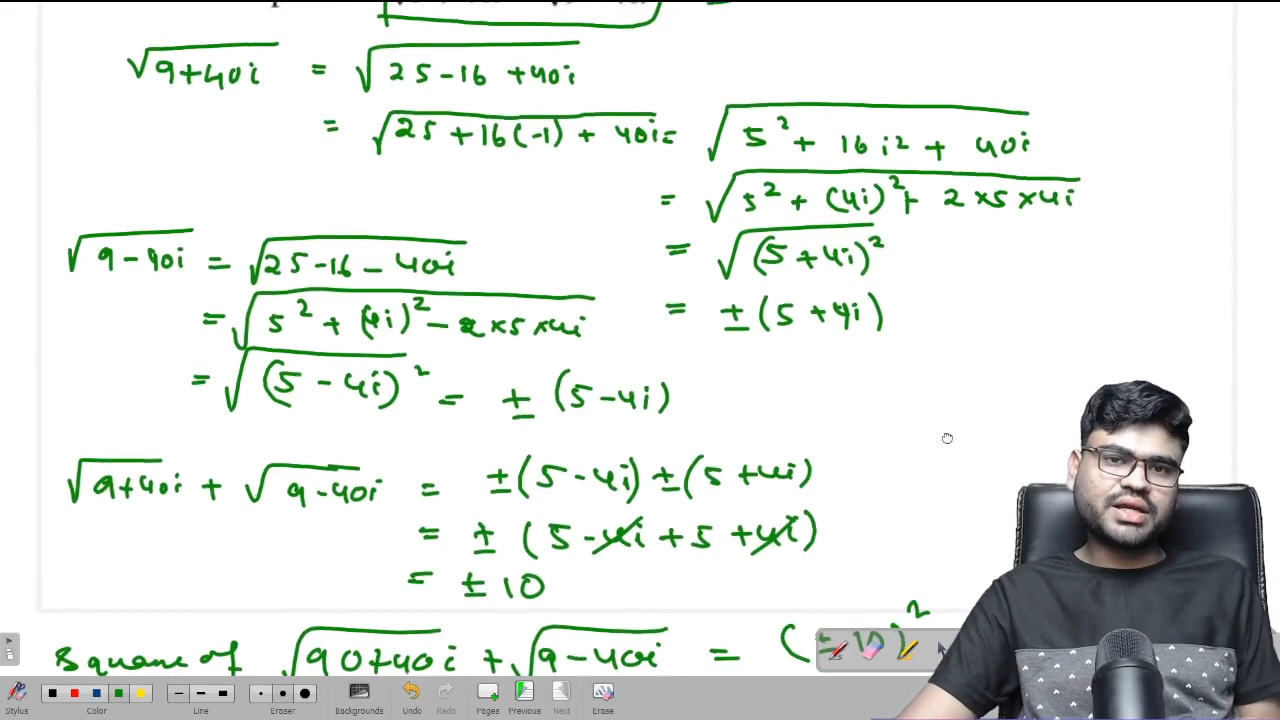 √9+40i = √25-16+40i
= √25+16(-1)+40i = √5²+16i²+40i
= √5²+(4i)²+2×5×4i
= √(5+4i)²
= ±(5+4i)
√9-40i = √25-16-40i
= √5²+(4i)²-2×5×4i
= √(5-4i)² = ±(5-4i)
√9+40i + √9-40i = ±(5-4i)±(5+4i)
= ±(5-4i+5+4i)
= ±10
Square of √90+40i + √9-40i = (±10)²
Stylus Color Line Eraser Backgrounds Undo Redo Pages Previous Next Erase